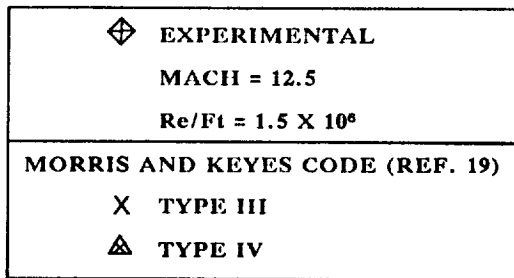 EXPERIMENTAL
MACH = 12.5
Re/Ft = 1.5 X 10⁶
MORRIS AND KEYES CODE (REF. 19)
X TYPE III
TYPE IV